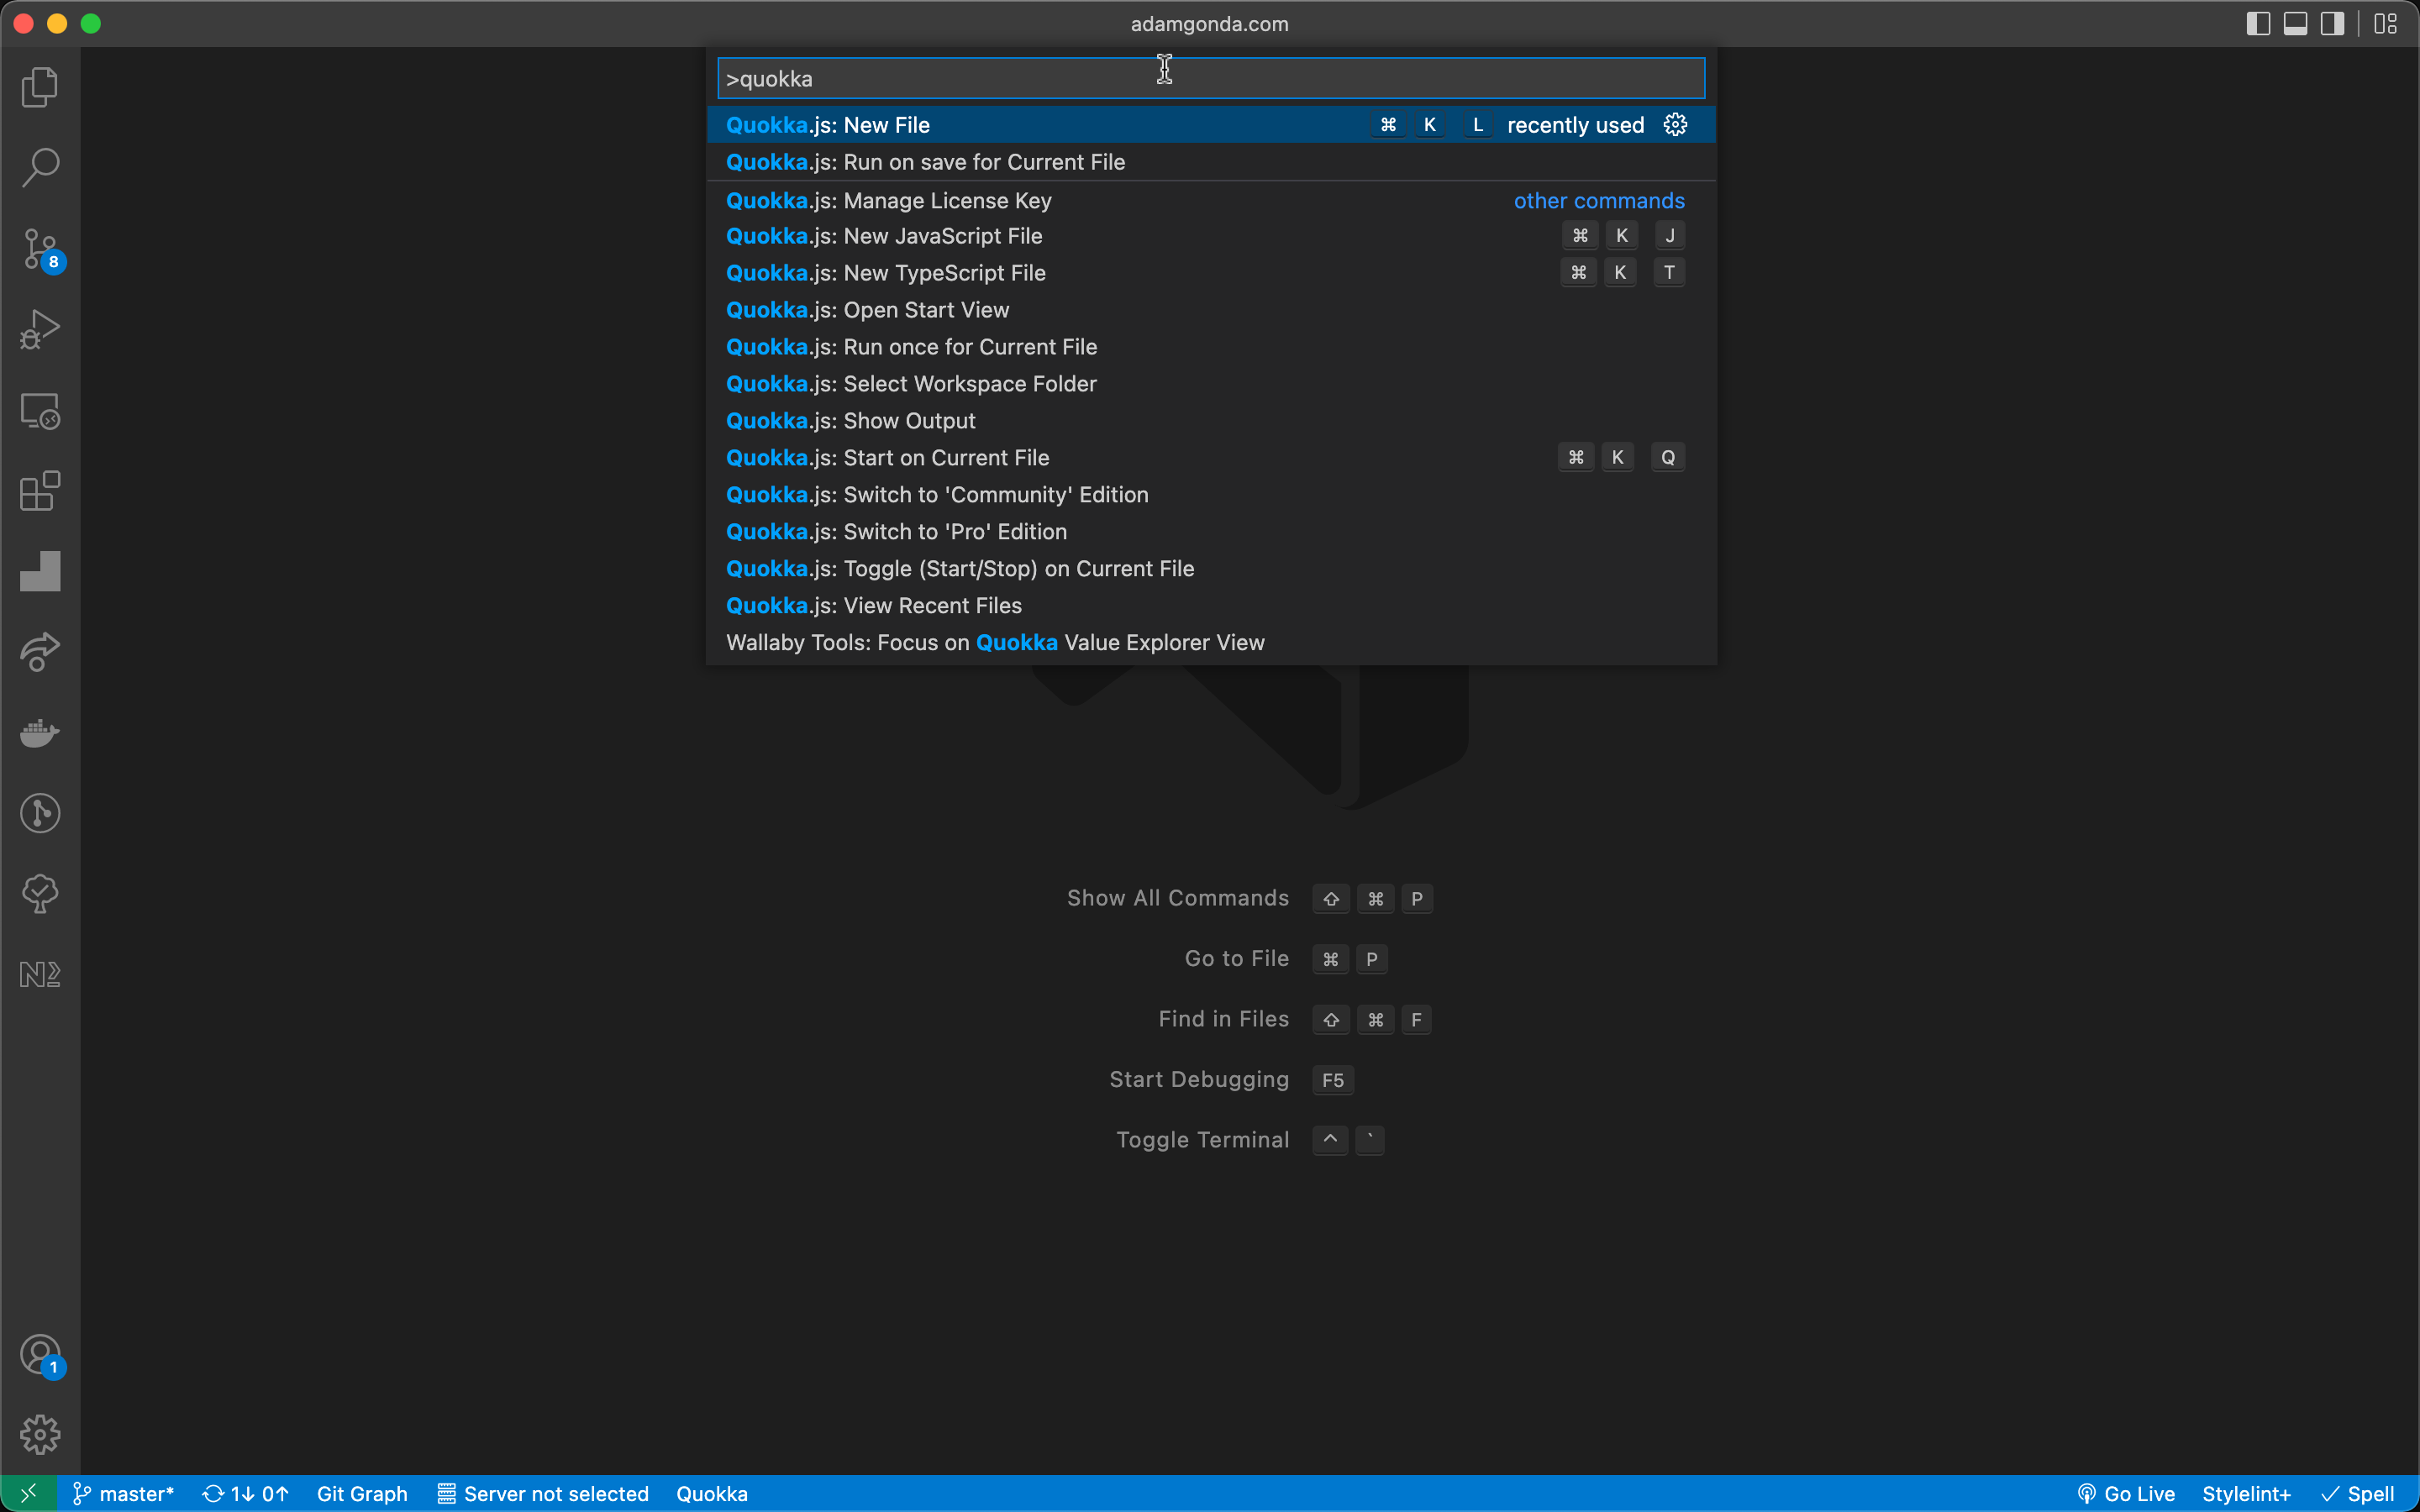 adamgonda.com
>quokka
Quokka.js: New File ⌘ K L recently used
Quokka.js: Run on save for Current File
Quokka.js: Manage License Key other commands
Quokka.js: New JavaScript File ⌘ K J
Quokka.js: New TypeScript File ⌘ K T
Quokka.js: Open Start View
Quokka.js: Run once for Current File
Quokka.js: Select Workspace Folder
Quokka.js: Show Output
Quokka.js: Start on Current File ⌘ K Q
Quokka.js: Switch to 'Community' Edition
Quokka.js: Switch to 'Pro' Edition
Quokka.js: Toggle (Start/Stop) on Current File
Quokka.js: View Recent Files
Wallaby Tools: Focus on Quokka Value Explorer View
8
Show All Commands ⇧ ⌘ P
Go to File ⌘ P
Find in Files ⇧ ⌘ F
Start Debugging F5
Toggle Terminal ^ `
1
master* 1↓ 0↑ Git Graph Server not selected Quokka Go Live Stylelint+ ✓ Spell